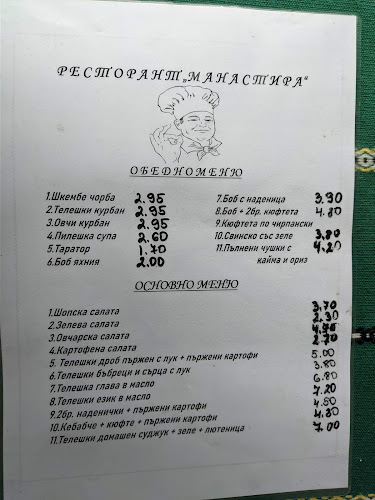 РЕСТОРАНТ „МАНАСТИРА“
ОБЕДНО МЕНЮ
1.Шкембе чорба 2.95
2.Телешки курбан 2.95
3.Овчи курбан 2.95
4.Пилешка супа 2.60
5.Таратор 1.70
6.Боб яхния 2.00
7.Боб с наденица 3.90
8.Боб + 2бр. кюфтета 4.80
9.Кюфтета по чирпански
10.Свинско със зеле 3.80
11.Пълнени чушки с 4.20
кайма и ориз
ОСНОВНО МЕНЮ
1.Шопска салата 3.70
2.Зелева салата 2.30
3.Овчарска салата 4.95
4.Картофена салата 2.70
5. Телешки дроб пържен с лук + пържени картофи 5.00
6.Телешки бъбреци и сърца с лук 3.80
7.Телешка глава в масло 6.80
8.Телешки език в масло 7.20
9.2бр. наденички + пържени картофи 4.50
10.Кебабче + кюфте + пържени картофи 4.80
11.Телешки домашен суджук + зеле + лютеница 7.00